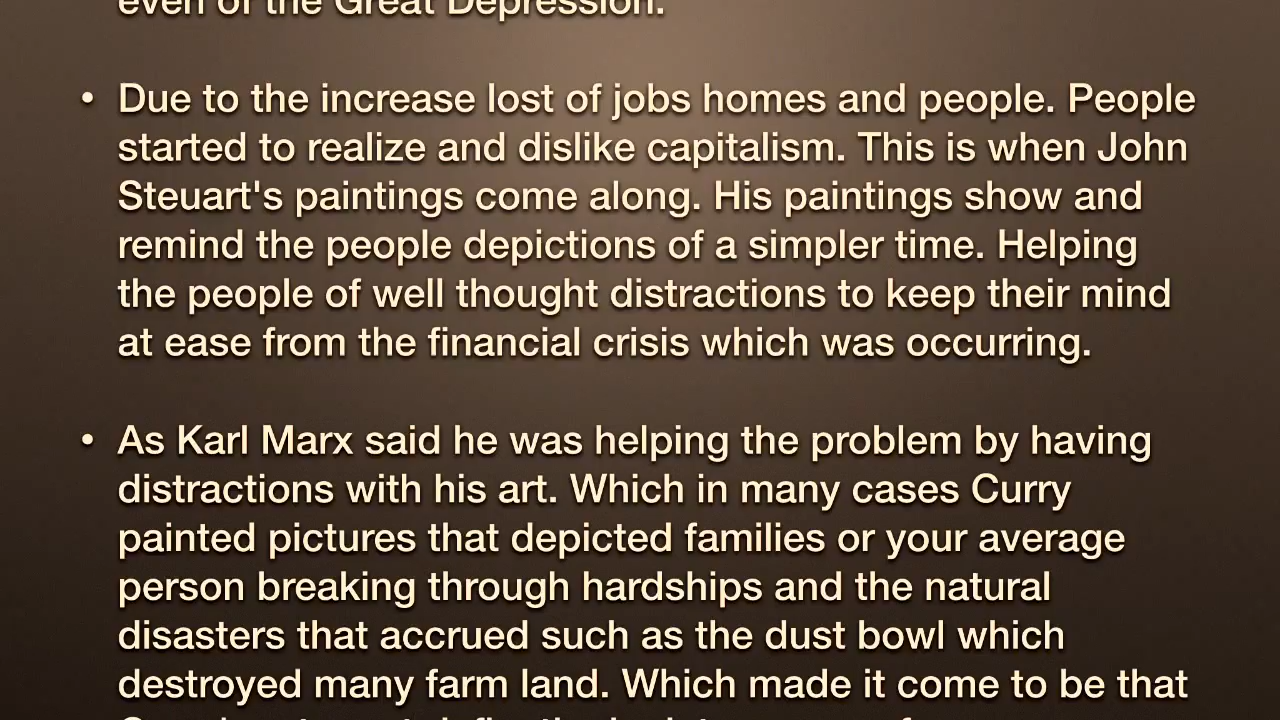 even of the Great Depression.
• Due to the increase lost of jobs homes and people. People
started to realize and dislike capitalism. This is when John
Steuart's paintings come along. His paintings show and
remind the people depictions of a simpler time. Helping
the people of well thought distractions to keep their mind
at ease from the financial crisis which was occurring.
• As Karl Marx said he was helping the problem by having
distractions with his art. Which in many cases Curry
painted pictures that depicted families or your average
person breaking through hardships and the natural
disasters that accrued such as the dust bowl which
destroyed many farm land. Which made it come to be that